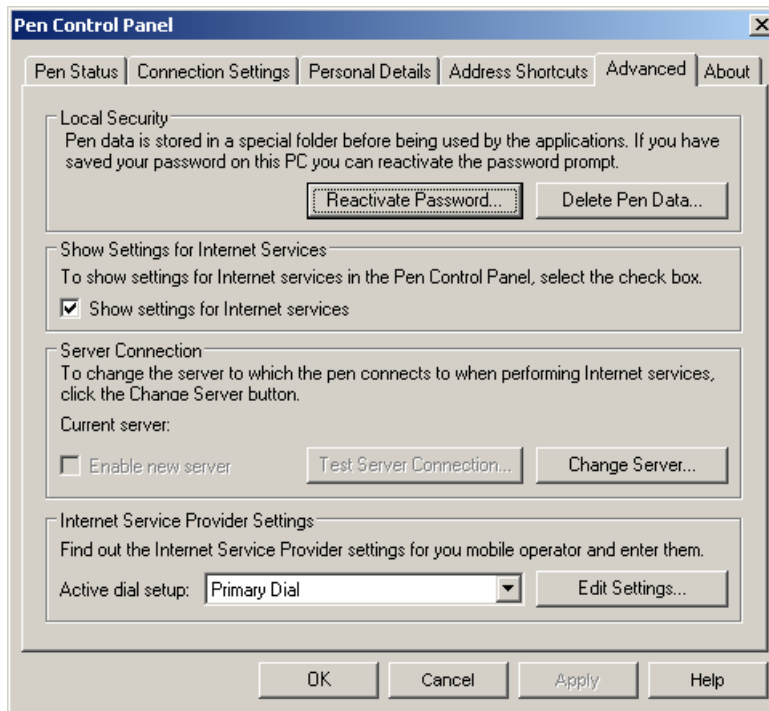 Pen Control Panel
Pen Status Connection Settings Personal Details Address Shortcuts Advanced About
Local Security
Pen data is stored in a special folder before being used by the applications. If you have
saved your password on this PC you can reactivate the password prompt.
Reactivate Password... Delete Pen Data...
Show Settings for Internet Services
To show settings for Internet services in the Pen Control Panel, select the check box.
Show settings for Internet services
Server Connection
To change the server to which the pen connects to when performing Internet services,
click the Change Server button.
Current server:
Enable new server Test Server Connection... Change Server...
Internet Service Provider Settings
Find out the Internet Service Provider settings for you mobile operator and enter them.
Active dial setup: Primary Dial Edit Settings...
OK Cancel Apply Help